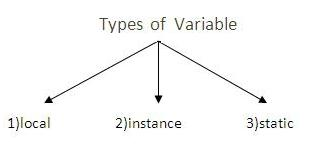 Types of Variable
1)local 2)instance 3)static